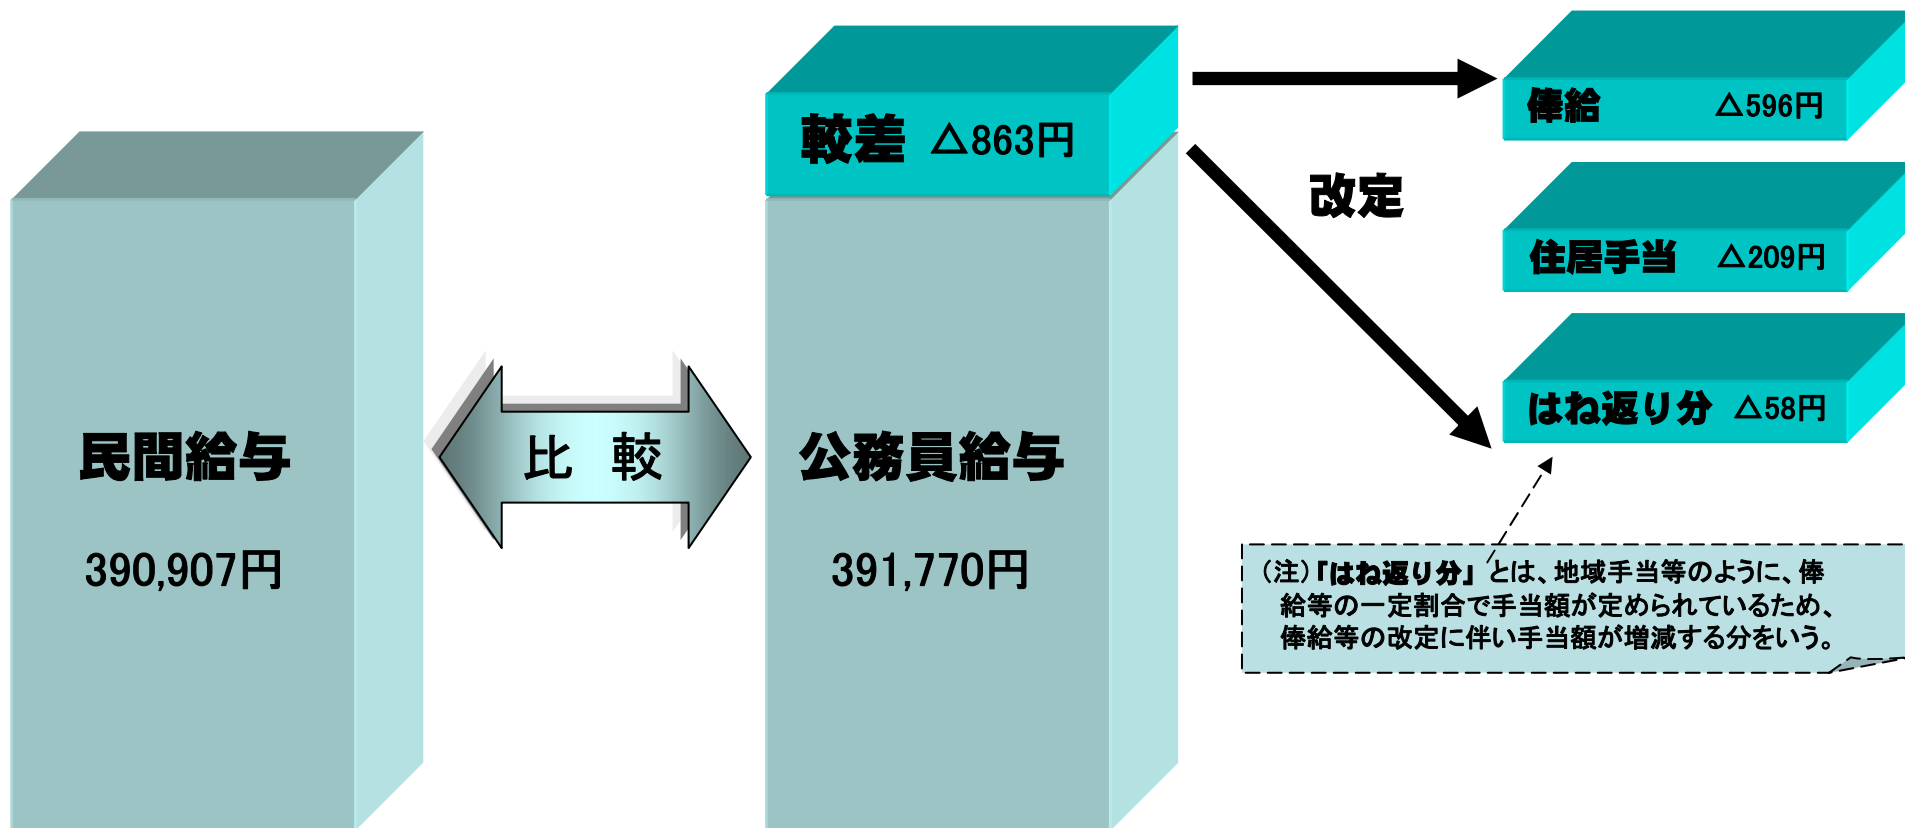 民間給与
390,907円
比 較
較差 △863円
公務員給与
391,770円
改定
俸給 △596円
住居手当 △209円
はね返り分 △58円
(注)「はね返り分」とは、地域手当等のように、俸
給等の一定割合で手当額が定められているため、
俸給等の改定に伴い手当額が増減する分をいう。